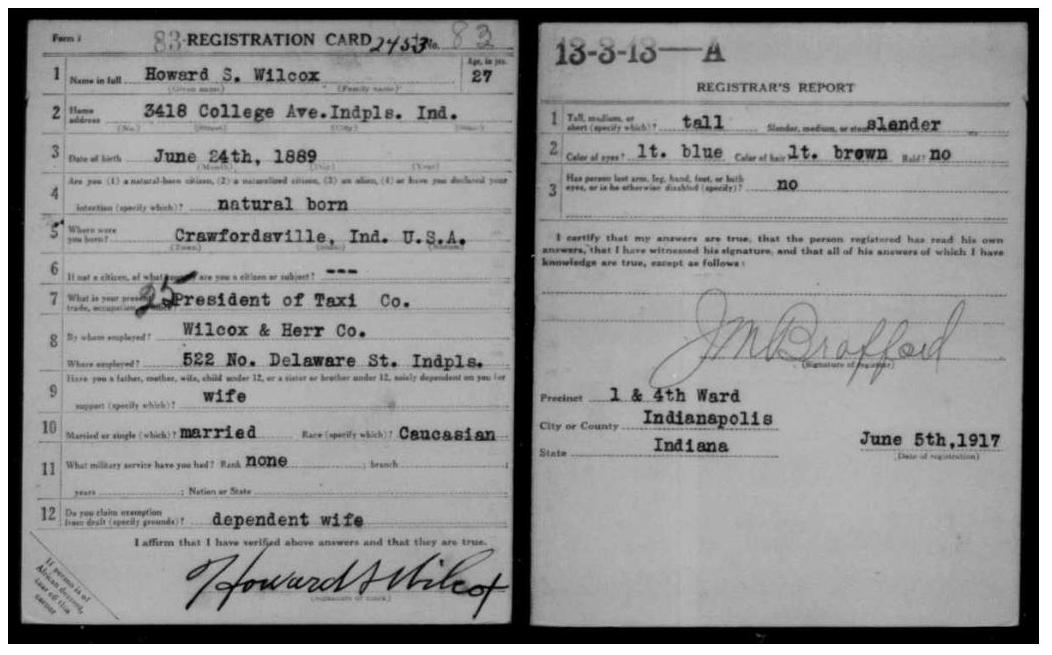 Form 1 83 REGISTRATION CARD 2453 No. 83
1 Name in full Howard S. Wilcox Age, in yrs. 27
(Given name) (Family name)
2 Home address 3418 College Ave. Indpls. Ind.
(No.) (Street) (City) (State)
3 Date of birth June 24th, 1889
(Month) (Day) (Year)
4 Are you (1) a natural-born citizen, (2) a naturalized citizen, (3) an alien, (4) or have you declared your
intention (specify which)? natural born
5 Where were you born? Crawfordsville, Ind. U.S.A.
(Town) (State) (Nation)
6 If not a citizen, of what are you a citizen or subject? ---
7 What is your present trade, occupation 25 President of Taxi Co.
8 By whom employed? Wilcox & Herr Co.
Where employed? 522 No. Delaware St. Indpls.
9 Have you a father, mother, wife, child under 12, or a sister or brother under 12, solely dependent on you for
support (specify which)? wife
10 Married or single (which)? married Race (specify which)? Caucasian
11 What military service have you had? Rank none ; branch ;
years ; Nation or State
12 Do you claim exemption from draft (specify grounds)? dependent wife
I affirm that I have verified above answers and that they are true.
Howard S Wilcox
If person is of
African descent,
tear off this
corner
13-3-13—A
REGISTRAR'S REPORT
1 Tall, medium, or short (specify which)? tall Slender, medium, or stout slander
2 Color of eyes? lt. blue Color of hair lt. brown Bald? no
3 Has person lost arm, leg, hand, foot, or both
eyes, or is he otherwise disabled (specify)? no
I certify that my answers are true, that the person registered has read his own
answers, that I have witnessed his signature, and that all of his answers of which I have
knowledge are true, except as follows:
J M Brafford
(Signature of registrar)
Precinct 1 & 4th Ward
City or County Indianapolis
State Indiana June 5th, 1917
(Date of registration)